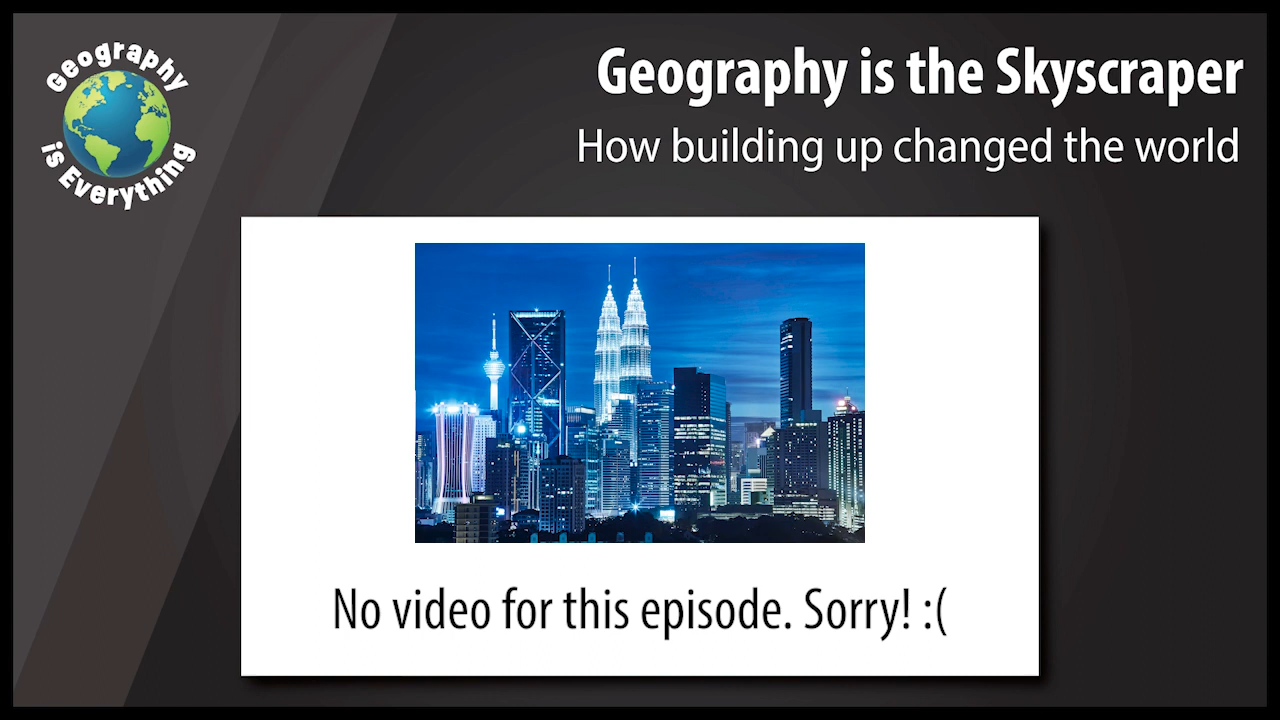 Geography
is Everything
Geography is the Skyscraper
How building up changed the world
No video for this episode. Sorry! :(